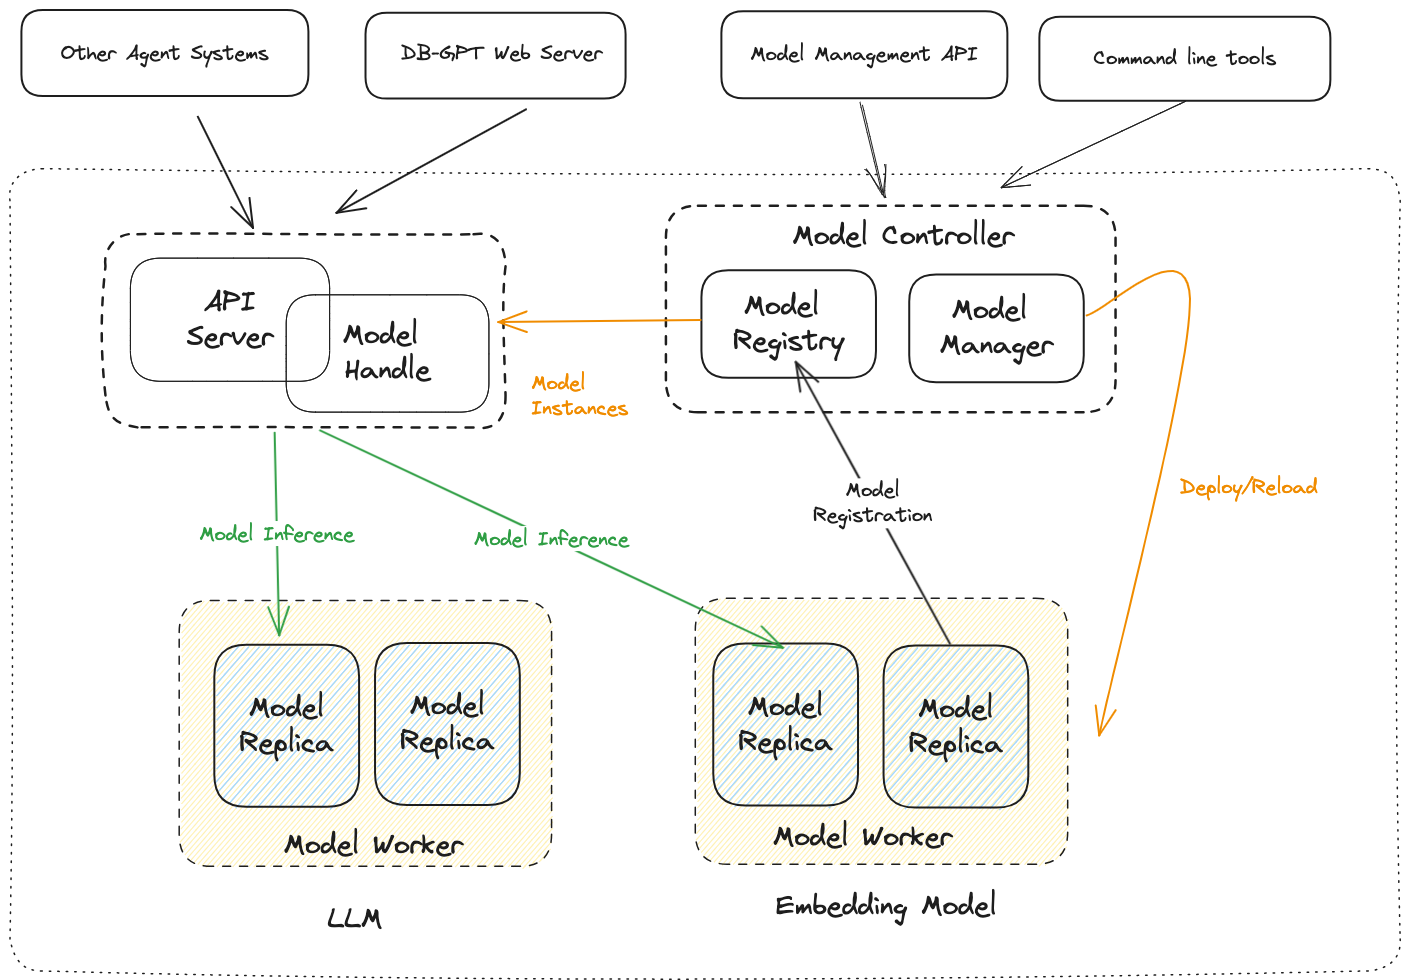 Other Agent Systems
DB-GPT Web Server
Model Management API
Command line tools
API
Server
Model
Handle
Model Controller
Model
Registry
Model
Manager
Model
Instances
Model
Registration
Deploy/Reload
Model Inference
Model Inference
Model
Replica
Model
Replica
Model Worker
LLM
Model
Replica
Model
Replica
Model Worker
Embedding Model